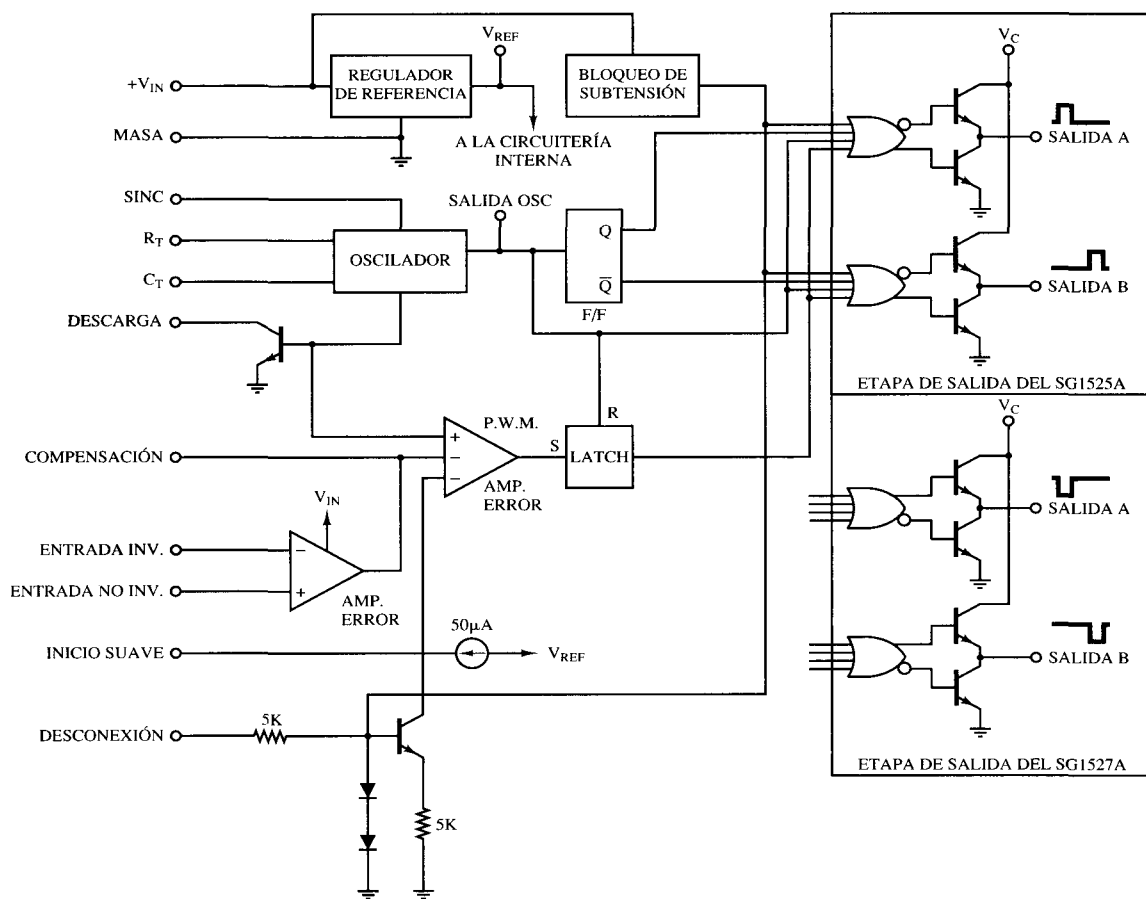 V_REF
V_C
+V_IN
REGULADOR
DE REFERENCIA
BLOQUEO DE
SUBTENSIÓN
SALIDA A
MASA
A LA CIRCUITERÍA
INTERNA
SINC
SALIDA OSC
R_T
OSCILADOR
Q
C_T
Q̅
SALIDA B
F/F
DESCARGA
ETAPA DE SALIDA DEL SG1525A
V_C
P.W.M.
R
COMPENSACIÓN
+
−
−
S
LATCH
AMP.
ERROR
V_IN
SALIDA A
ENTRADA INV.
−
ENTRADA NO INV.
+
AMP.
ERROR
50µA
INICIO SUAVE
V_REF
SALIDA B
5K
DESCONEXIÓN
5K
ETAPA DE SALIDA DEL SG1527A